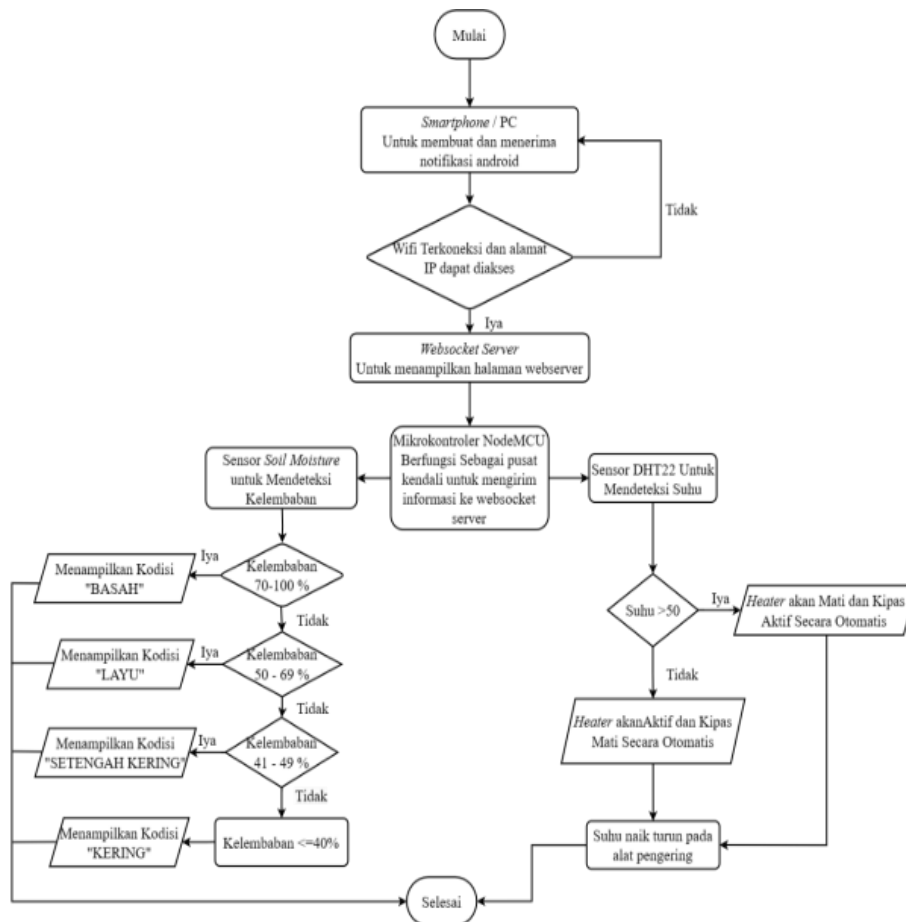 Mulai
Smartphone / PC
Untuk membuat dan menerima
notifikasi android
Tidak
Wifi Terkoneksi dan alamat
IP dapat diakses
Iya
Websocket Server
Untuk menampilkan halaman webserver
Mikrokontroler NodeMCU
Berfungsi Sebagai pusat
kendali untuk mengirim
informasi ke websocket
server
Sensor Soil Moisture
untuk Mendeteksi
Kelembaban
Kelembaban
70-100 %
Iya
Menampilkan Kodisi
"BASAH"
Tidak
Kelembaban
50 - 69 %
Iya
Menampilkan Kodisi
"LAYU"
Tidak
Kelembaban
41 - 49 %
Iya
Menampilkan Kodisi
"SETENGAH KERING"
Tidak
Kelembaban <=40%
Menampilkan Kodisi
"KERING"
Sensor DHT22 Untuk
Mendeteksi Suhu
Suhu >50
Iya
Heater akan Mati dan Kipas
Aktif Secara Otomatis
Tidak
Heater akanAktif dan Kipas
Mati Secara Otomatis
Suhu naik turun pada
alat pengering
Selesai